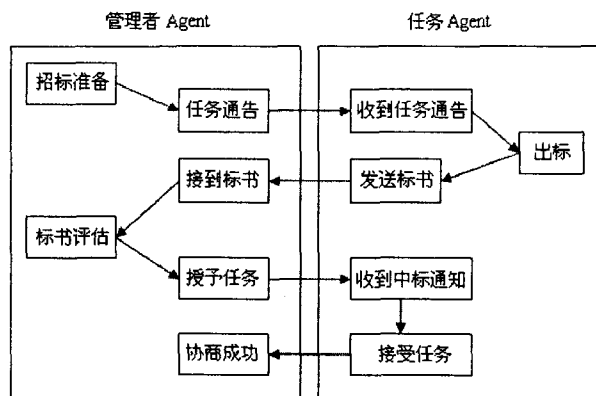 管理者 Agent
任务 Agent
招标准备
任务通告
收到任务通告
出标
接到标书
发送标书
标书评估
授予任务
收到中标通知
协商成功
接受任务